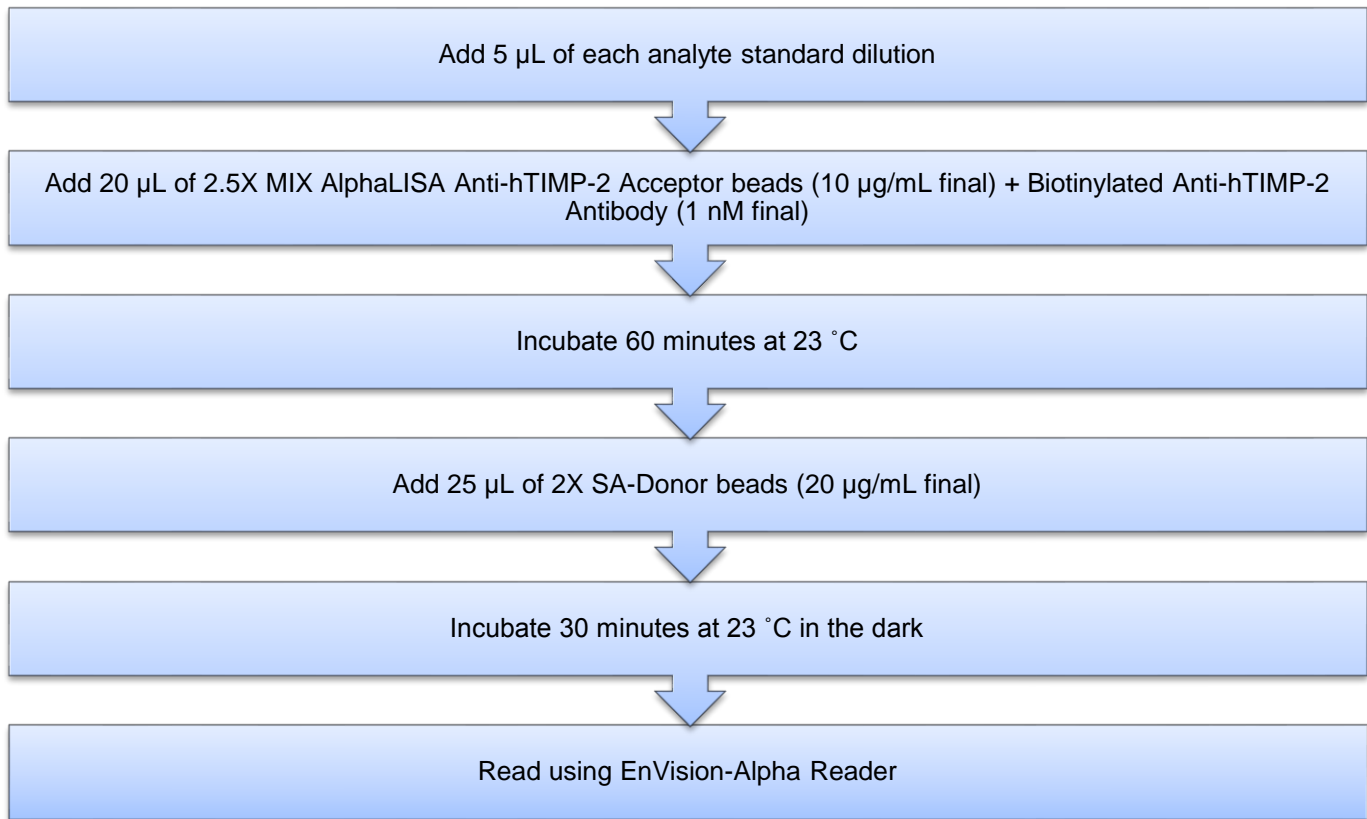 Add 5 µL of each analyte standard dilution
Add 20 µL of 2.5X MIX AlphaLISA Anti-hTIMP-2 Acceptor beads (10 µg/mL final) + Biotinylated Anti-hTIMP-2
Antibody (1 nM final)
Incubate 60 minutes at 23 ˚C
Add 25 µL of 2X SA-Donor beads (20 µg/mL final)
Incubate 30 minutes at 23 ˚C in the dark
Read using EnVision-Alpha Reader